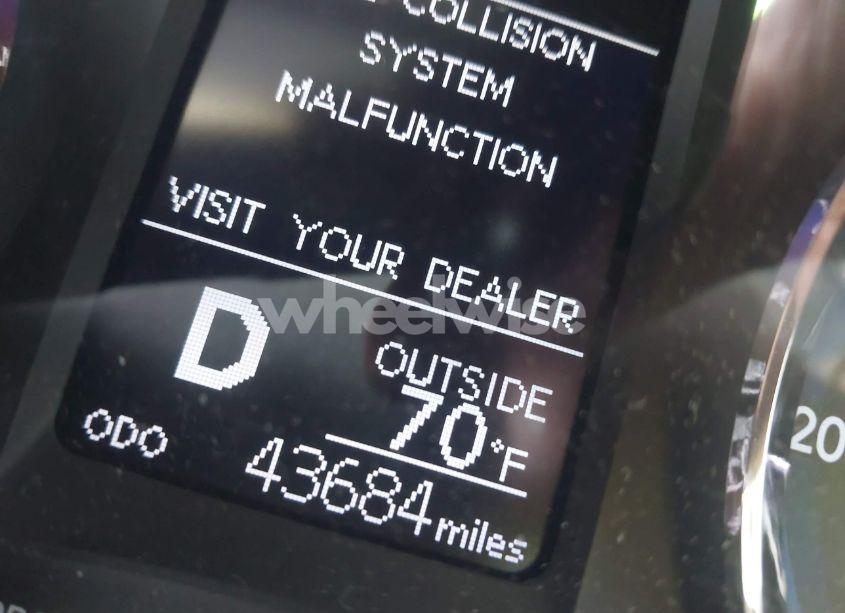 COLLISION
SYSTEM
MALFUNCTION
VISIT YOUR DEALER
wheelwise
D
OUTSIDE
70°F
ODO
43684 miles
20